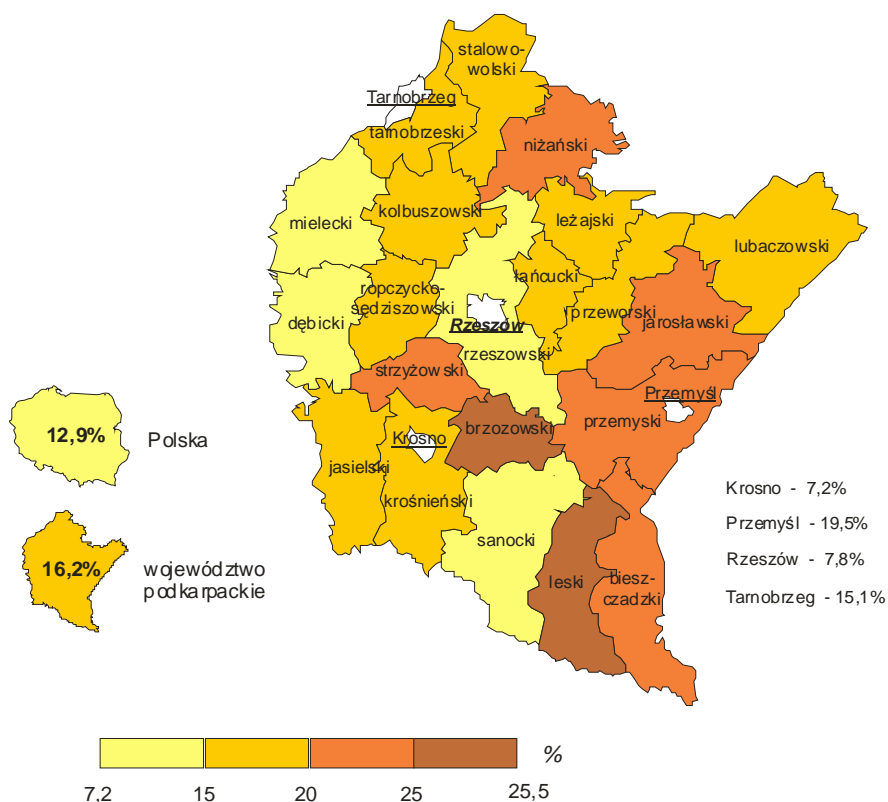 stalowo-
wolski
Tarnobrzeg
tarnobrzeski
niżański
mielecki
kolbuszowski
leżajski
lubaczowski
łańcucki
ropczycko-
sędziszowski
dębicki
Rzeszów
przeworski
jarosławski
rzeszowski
strzyżowski
Przemyśl
przemyski
brzozowski
Krosno
jasielski
krośnieński
sanocki
leski
biesz-
czadzki
12,9%
Polska
16,2%
województwo
podkarpackie
Krosno - 7,2%
Przemyśl - 19,5%
Rzeszów - 7,8%
Tarnobrzeg - 15,1%
%
7,2 15 20 25 25,5